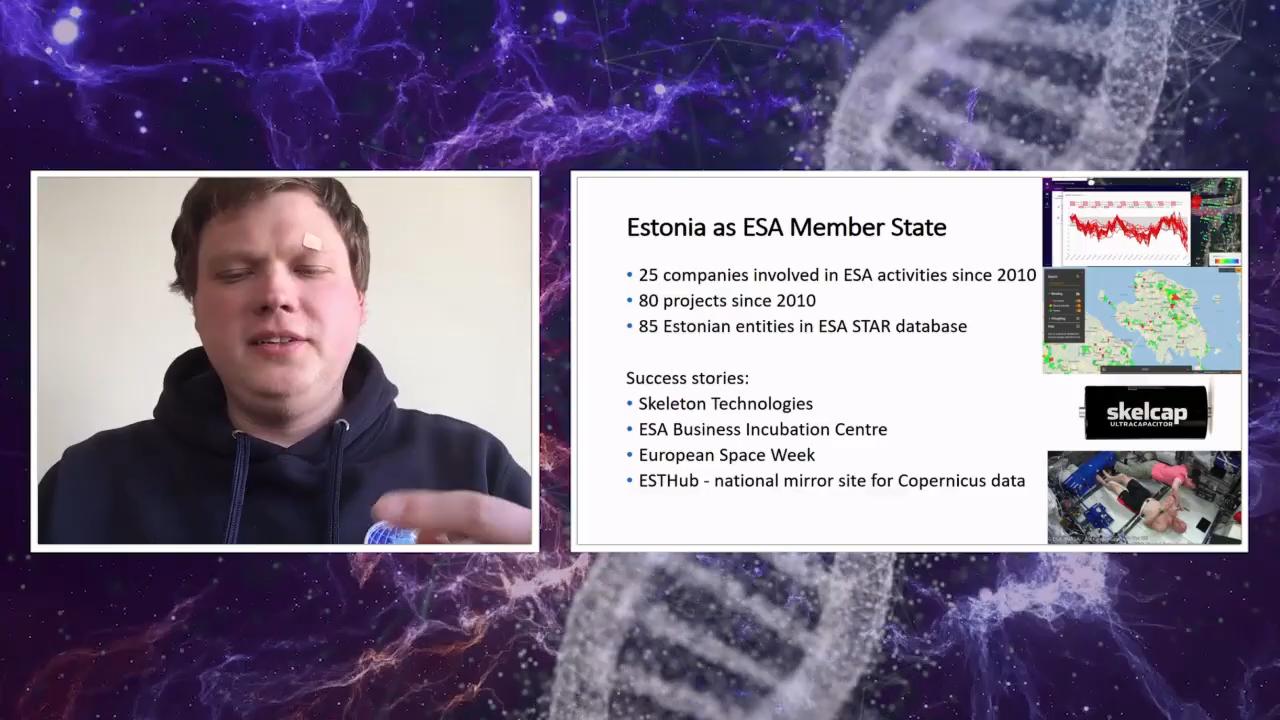 Estonia as ESA Member State
• 25 companies involved in ESA activities since 2010
• 80 projects since 2010
• 85 Estonian entities in ESA STAR database
Success stories:
• Skeleton Technologies
• ESA Business Incubation Centre
• European Space Week
• ESTHub - national mirror site for Copernicus data
skelcap
ULTRACAPACITOR